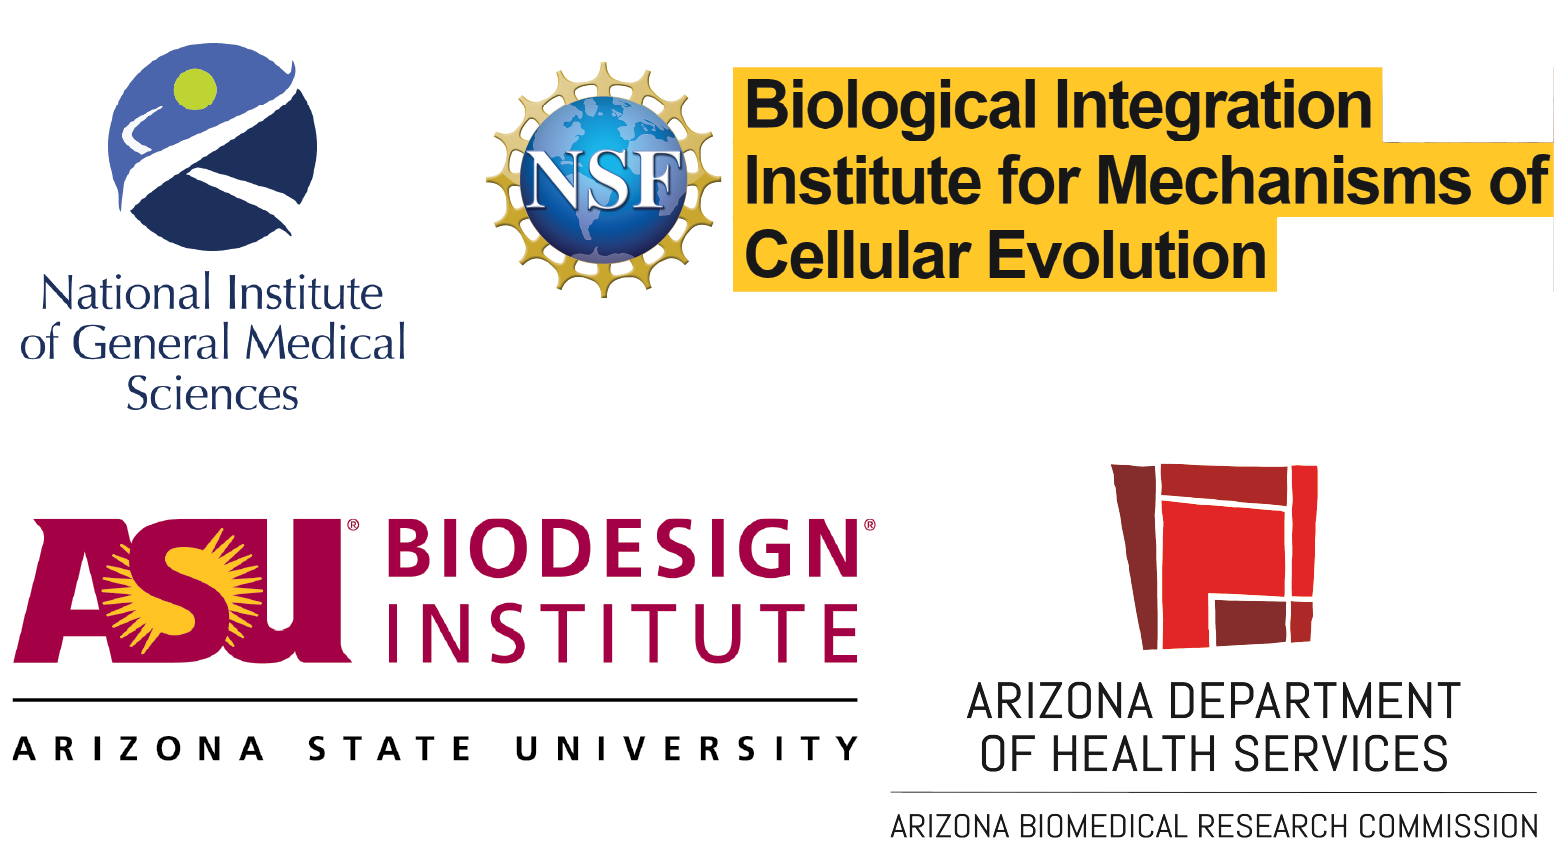 National Institute
of General Medical
Sciences
NSF
Biological Integration
Institute for Mechanisms of
Cellular Evolution
ASU® BIODESIGN®
INSTITUTE
ARIZONA STATE UNIVERSITY
ARIZONA DEPARTMENT
OF HEALTH SERVICES
ARIZONA BIOMEDICAL RESEARCH COMMISSION